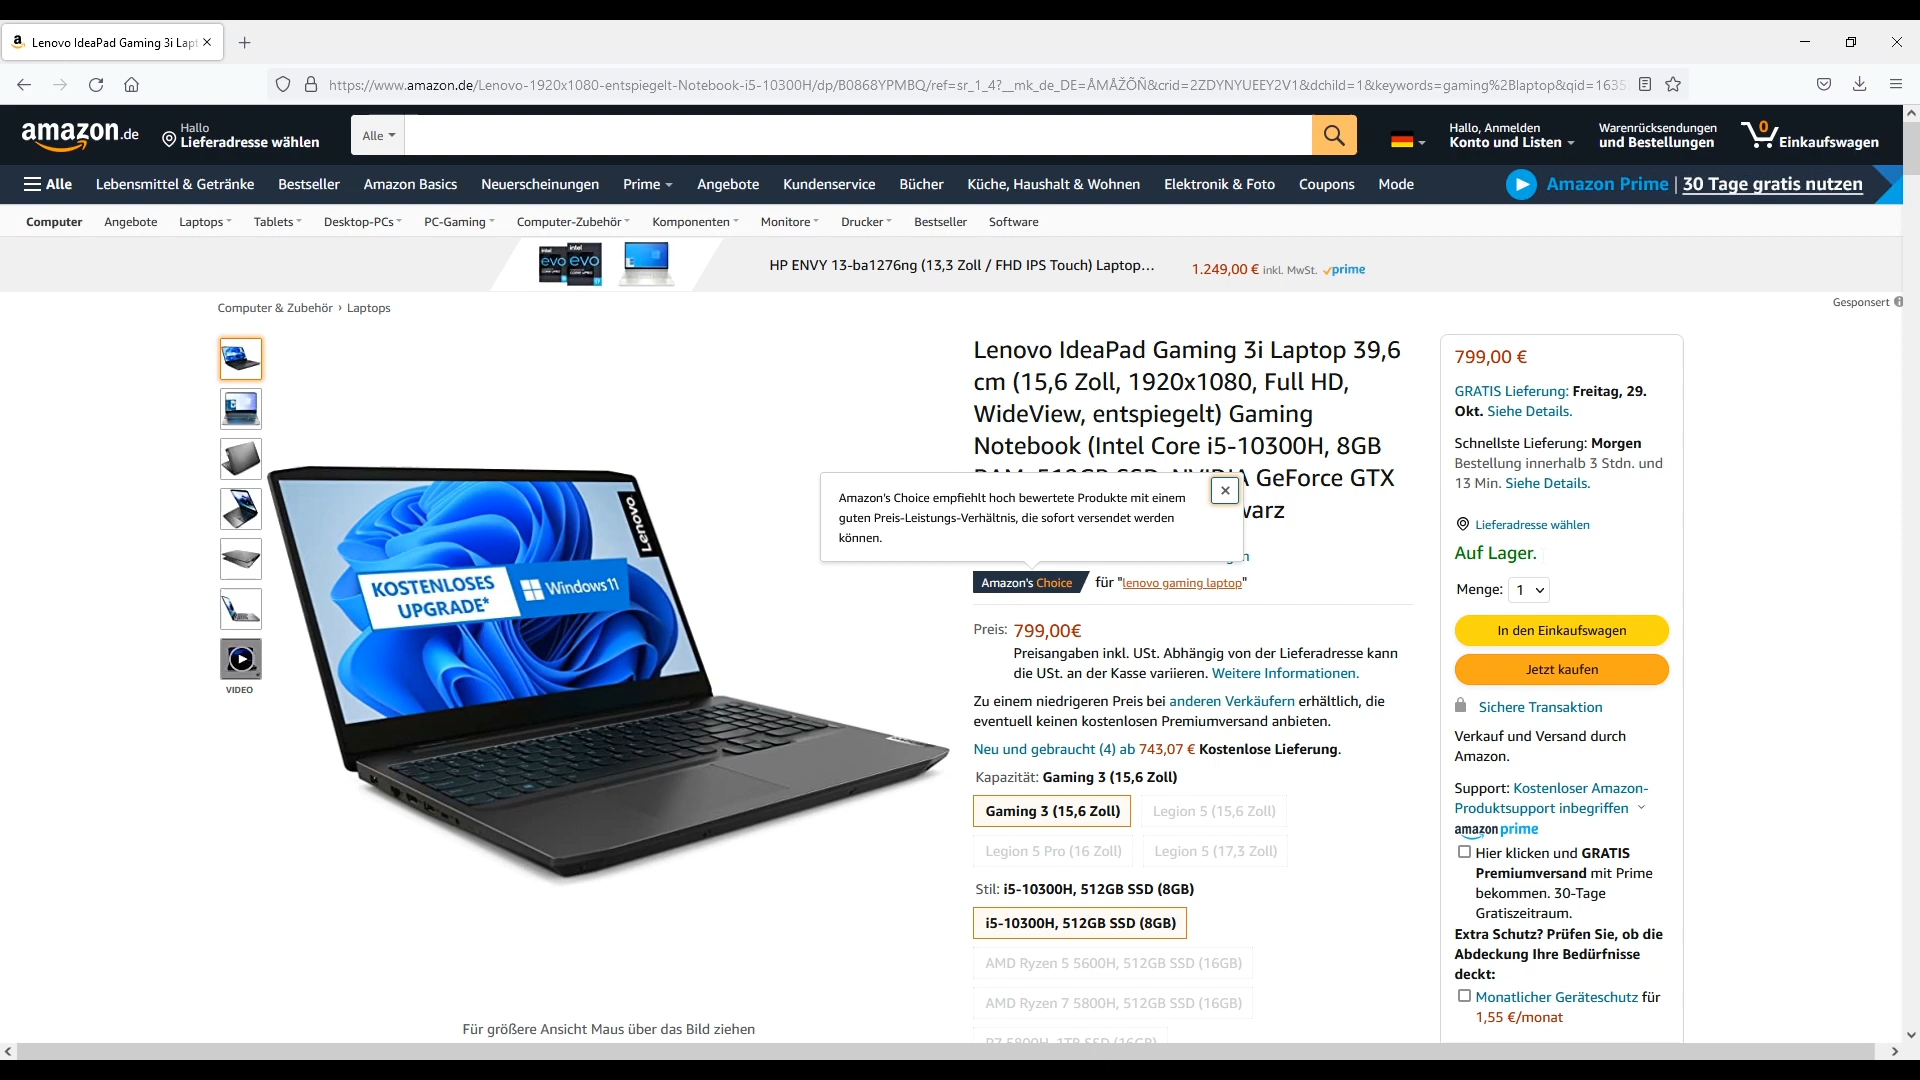 Lenovo IdeaPad Gaming 3i Lapt
https://www.amazon.de/Lenovo-1920x1080-entspiegelt-Notebook-i5-10300H/dp/B0868YPMBQ/ref=sr_1_4?__mk_de_DE=ÅMÅŽÕÑ&crid=2ZDYNYUEEY2V1&dchild=1&keywords=gaming%2Blaptop&qid=1635
amazon.de
Hallo
Lieferadresse wählen
Alle
Hallo, Anmelden
Konto und Listen
Warenrücksendungen
und Bestellungen
0
Einkaufswagen
Alle Lebensmittel & Getränke Bestseller Amazon Basics Neuerscheinungen Prime Angebote Kundenservice Bücher Küche, Haushalt & Wohnen Elektronik & Foto Coupons Mode
Amazon Prime | 30 Tage gratis nutzen
Computer Angebote Laptops Tablets Desktop-PCs PC-Gaming Computer-Zubehör Komponenten Monitore Drucker Bestseller Software
intel evo intel evo
HP ENVY 13-ba1276ng (13,3 Zoll / FHD IPS Touch) Laptop…
1.249,00 € inkl. MwSt. prime
Gesponsert
Computer & Zubehör › Laptops
VIDEO
Lenovo
KOSTENLOSES
UPGRADE*
Windows 11
Für größere Ansicht Maus über das Bild ziehen
Lenovo IdeaPad Gaming 3i Laptop 39,6
cm (15,6 Zoll, 1920x1080, Full HD,
WideView, entspiegelt) Gaming
Notebook (Intel Core i5-10300H, 8GB
GeForce GTX
Amazon's Choice empfiehlt hoch bewertete Produkte mit einem
guten Preis-Leistungs-Verhältnis, die sofort versendet werden
können.
Amazon's Choice für "lenovo gaming laptop"
Preis: 799,00€
Preisangaben inkl. USt. Abhängig von der Lieferadresse kann
die USt. an der Kasse variieren. Weitere Informationen.
Zu einem niedrigeren Preis bei anderen Verkäufern erhältlich, die
eventuell keinen kostenlosen Premiumversand anbieten.
Neu und gebraucht (4) ab 743,07 € Kostenlose Lieferung.
Kapazität: Gaming 3 (15,6 Zoll)
Gaming 3 (15,6 Zoll) Legion 5 (15,6 Zoll)
Legion 5 Pro (16 Zoll) Legion 5 (17,3 Zoll)
Stil: i5-10300H, 512GB SSD (8GB)
i5-10300H, 512GB SSD (8GB)
AMD Ryzen 5 5600H, 512GB SSD (16GB)
AMD Ryzen 7 5800H, 512GB SSD (16GB)
R7 5800H, 1TB SSD (16GB)
799,00 €
GRATIS Lieferung: Freitag, 29.
Okt. Siehe Details.
Schnellste Lieferung: Morgen
Bestellung innerhalb 3 Stdn. und
13 Min. Siehe Details.
Lieferadresse wählen
Auf Lager.
Menge: 1
In den Einkaufswagen
Jetzt kaufen
Sichere Transaktion
Verkauf und Versand durch
Amazon.
Support: Kostenloser Amazon-
Produktsupport inbegriffen
amazon prime
Hier klicken und GRATIS
Premiumversand mit Prime
bekommen. 30-Tage
Gratiszeitraum.
Extra Schutz? Prüfen Sie, ob die
Abdeckung Ihre Bedürfnisse
deckt:
Monatlicher Geräteschutz für
1,55 €/monat